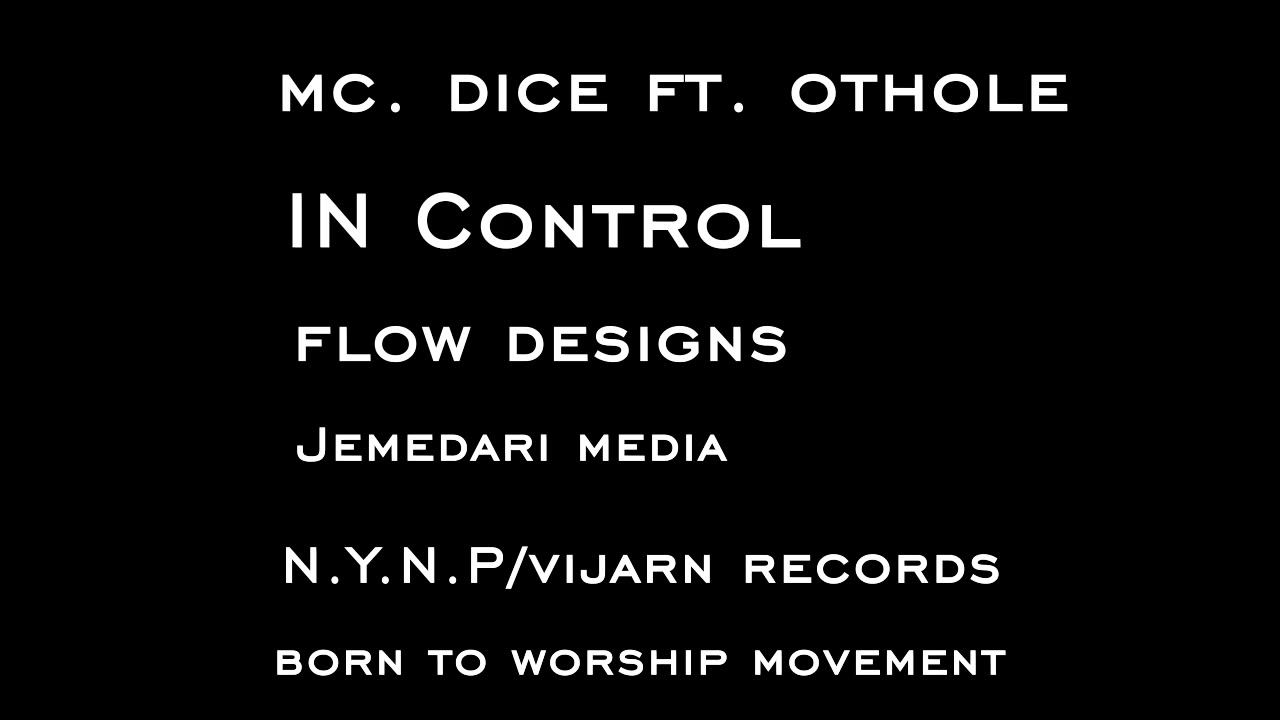 MC. DICE FT. OTHOLE
IN CONTROL
FLOW DESIGNS
JEMEDARI MEDIA
N.Y.N.P/VIJARN RECORDS
BORN TO WORSHIP MOVEMENT